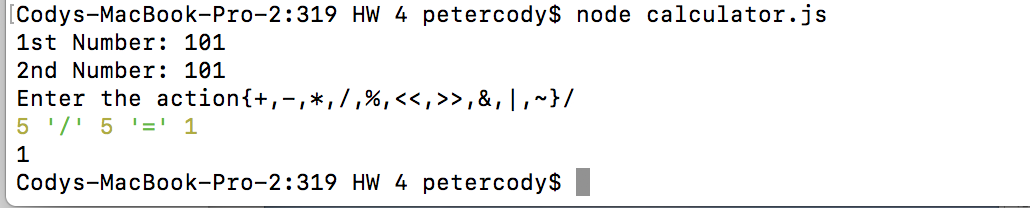 [Codys-MacBook-Pro-2:319 HW 4 petercody$ node calculator.js
1st Number: 101
2nd Number: 101
Enter the action{+,-,*,/,%,<<,>>,&,|,~}/
5 '/' 5 '=' 1
1
Codys-MacBook-Pro-2:319 HW 4 petercody$